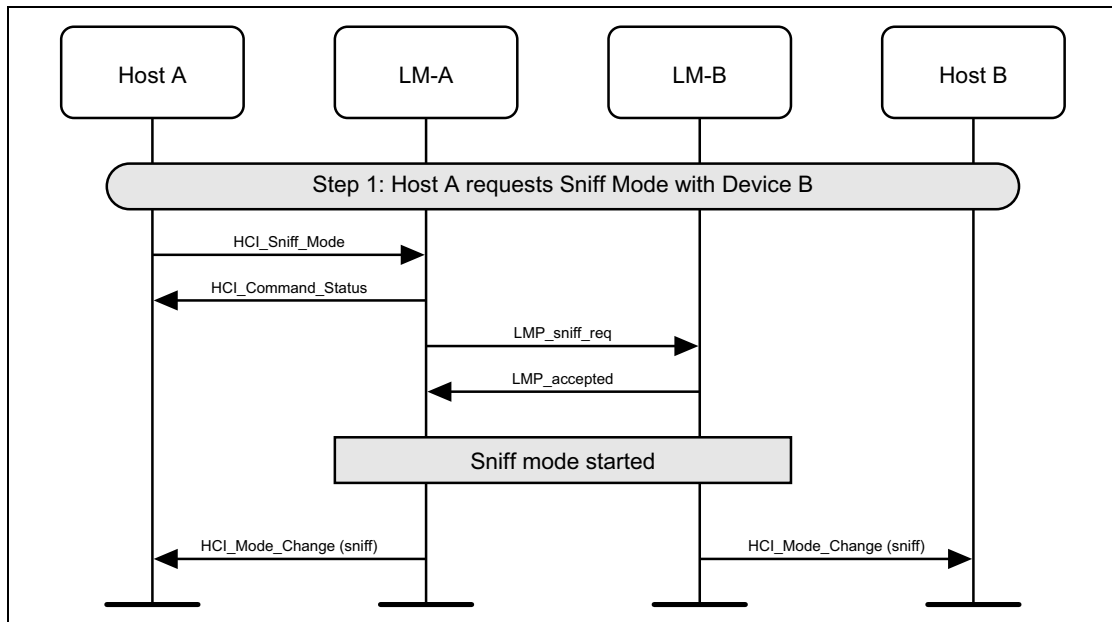 Host A
LM-A
LM-B
Host B
Step 1: Host A requests Sniff Mode with Device B
HCI_Sniff_Mode
HCI_Command_Status
LMP_sniff_req
LMP_accepted
Sniff mode started
HCI_Mode_Change (sniff)
HCI_Mode_Change (sniff)